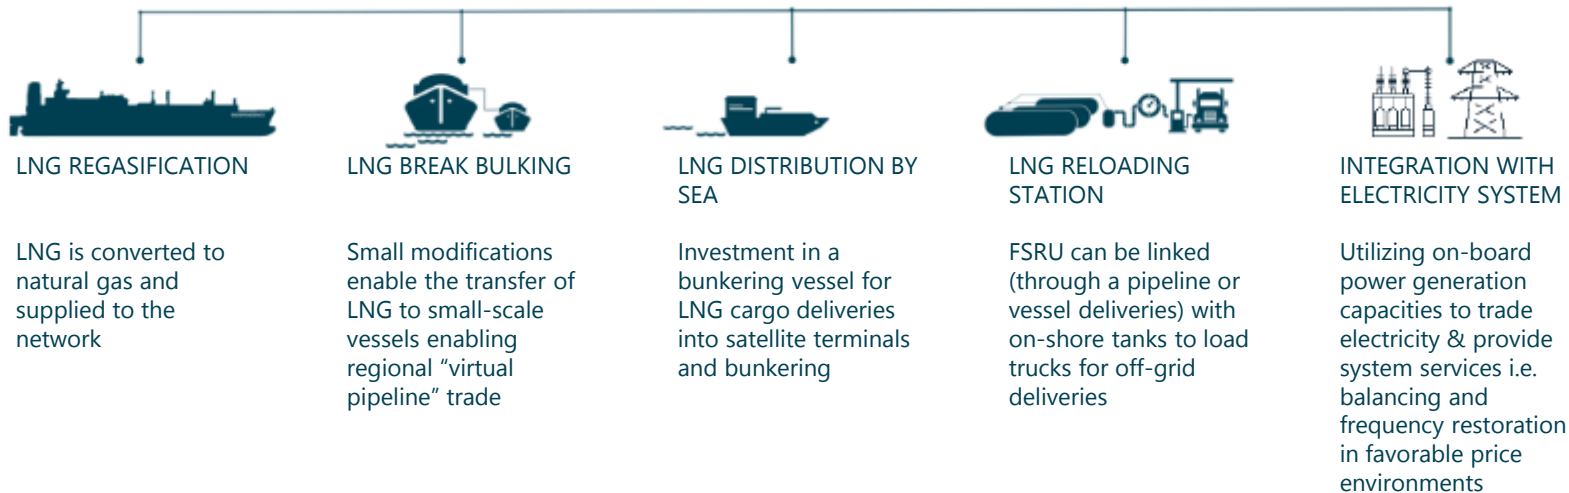 LNG REGASIFICATION
LNG is converted to
natural gas and
supplied to the
network
LNG BREAK BULKING
Small modifications
enable the transfer of
LNG to small-scale
vessels enabling
regional “virtual
pipeline” trade
LNG DISTRIBUTION BY
SEA
Investment in a
bunkering vessel for
LNG cargo deliveries
into satellite terminals
and bunkering
LNG RELOADING
STATION
FSRU can be linked
(through a pipeline or
vessel deliveries) with
on-shore tanks to load
trucks for off-grid
deliveries
INTEGRATION WITH
ELECTRICITY SYSTEM
Utilizing on-board
power generation
capacities to trade
electricity & provide
system services i.e.
balancing and
frequency restoration
in favorable price
environments